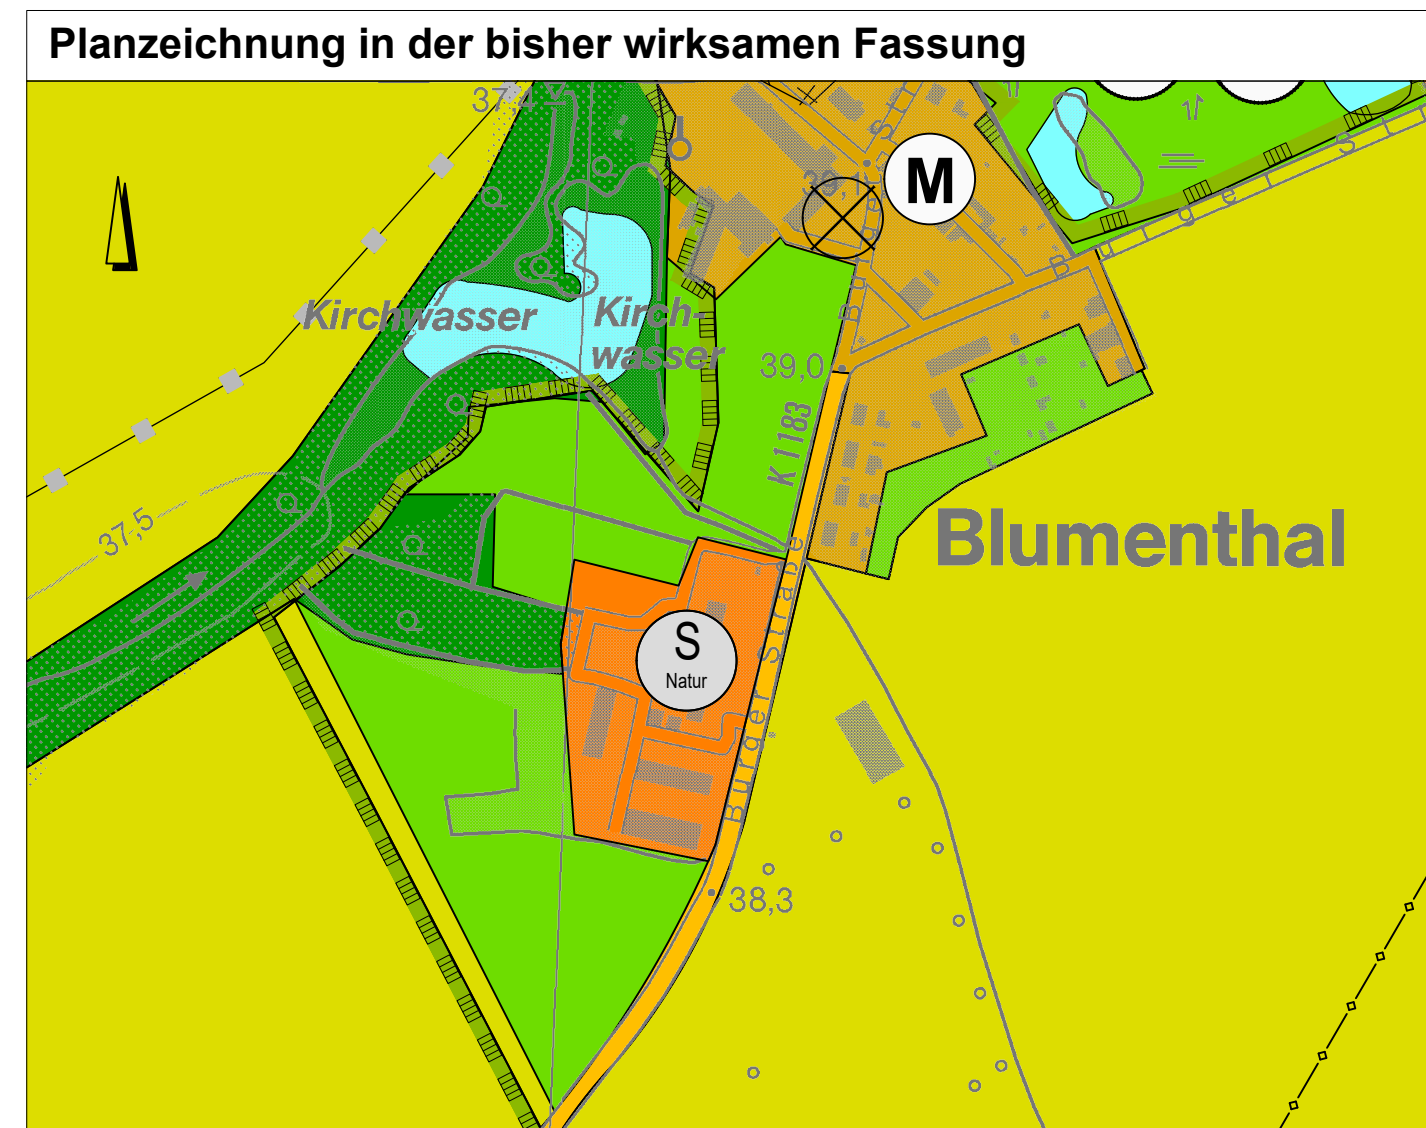 Planzeichnung in der bisher wirksamen Fassung
37,4
M
Kirchwasser
Kirch-
wasser
39,0
K 1183
37,5
Blumenthal
S
Natur
Burger Straße
38,3